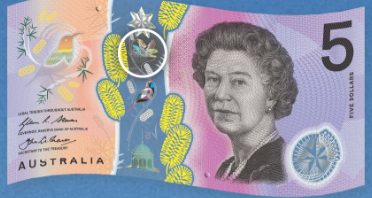 5
FIVE DOLLARS
LEGAL TENDER THROUGHOUT AUSTRALIA
GOVERNOR, RESERVE BANK OF AUSTRALIA
SECRETARY TO THE TREASURY
AUSTRALIA